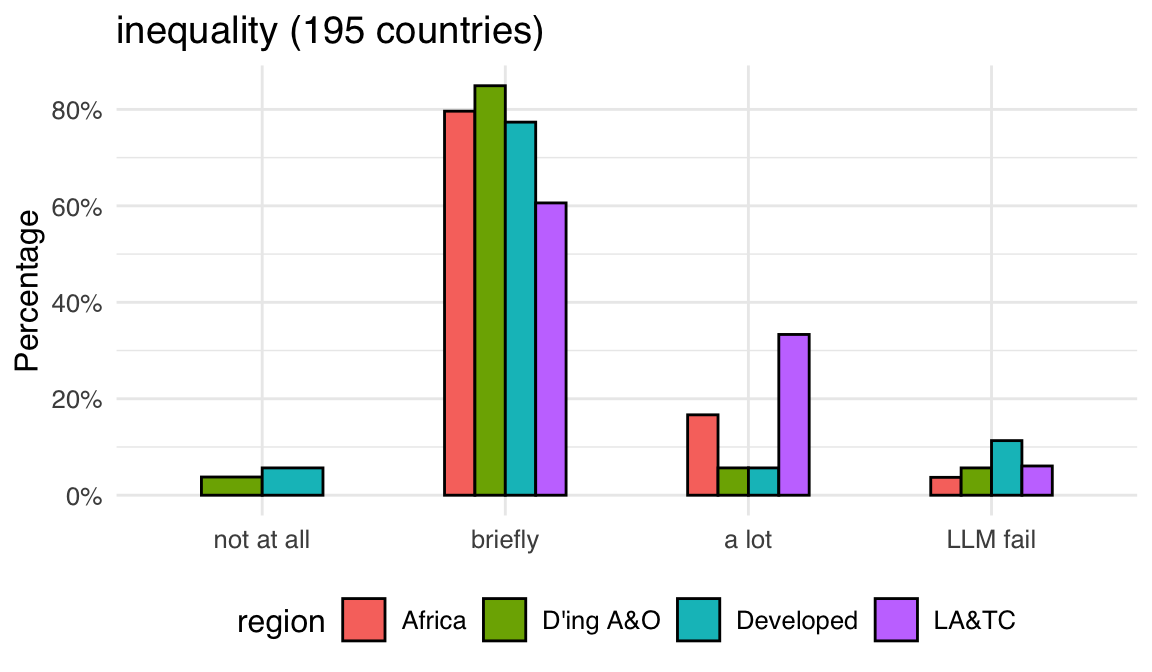 inequality (195 countries)
Percentage
80%
60%
40%
20%
0%
not at all briefly a lot LLM fail
region Africa D'ing A&O Developed LA&TC